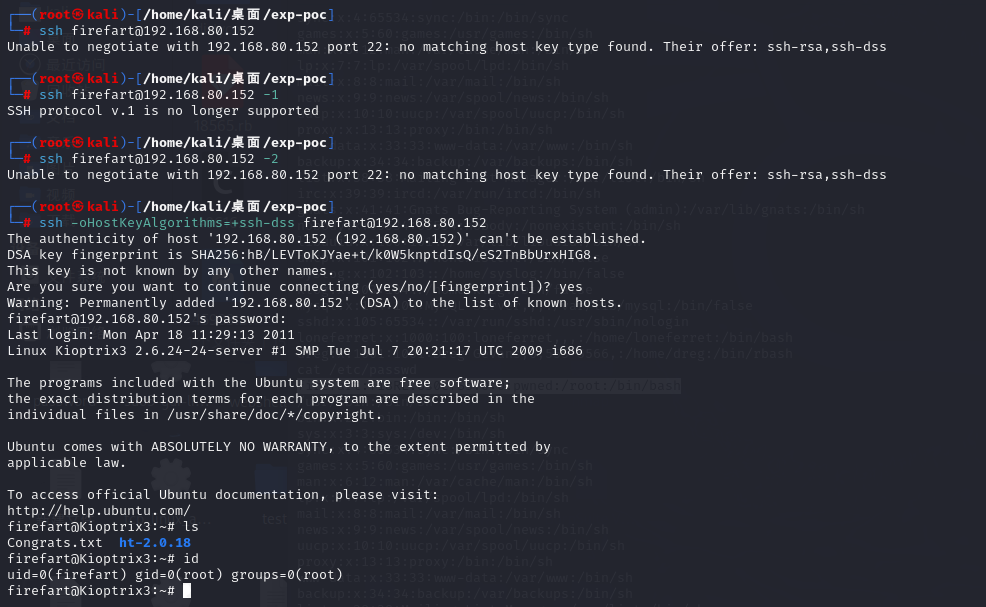 ┌──(root㉿kali)-[/home/kali/桌面/exp-poc]
└─# ssh firefart@192.168.80.152
Unable to negotiate with 192.168.80.152 port 22: no matching host key type found. Their offer: ssh-rsa,ssh-dss

┌──(root㉿kali)-[/home/kali/桌面/exp-poc]
└─# ssh firefart@192.168.80.152 -1
SSH protocol v.1 is no longer supported

┌──(root㉿kali)-[/home/kali/桌面/exp-poc]
└─# ssh firefart@192.168.80.152 -2
Unable to negotiate with 192.168.80.152 port 22: no matching host key type found. Their offer: ssh-rsa,ssh-dss

┌──(root㉿kali)-[/home/kali/桌面/exp-poc]
└─# ssh -oHostKeyAlgorithms=+ssh-dss firefart@192.168.80.152
The authenticity of host '192.168.80.152 (192.168.80.152)' can't be established.
DSA key fingerprint is SHA256:hB/LEVToKJYae+t/k0W5knptdIsQ/eS2TnBbUrxHIG8.
This key is not known by any other names.
Are you sure you want to continue connecting (yes/no/[fingerprint])? yes
Warning: Permanently added '192.168.80.152' (DSA) to the list of known hosts.
firefart@192.168.80.152's password:
Last login: Mon Apr 18 11:29:13 2011
Linux Kioptrix3 2.6.24-24-server #1 SMP Tue Jul 7 20:21:17 UTC 2009 i686

The programs included with the Ubuntu system are free software;
the exact distribution terms for each program are described in the
individual files in /usr/share/doc/*/copyright.

Ubuntu comes with ABSOLUTELY NO WARRANTY, to the extent permitted by
applicable law.

To access official Ubuntu documentation, please visit:
http://help.ubuntu.com/
firefart@Kioptrix3:~# ls
Congrats.txt  ht-2.0.18
firefart@Kioptrix3:~# id
uid=0(firefart) gid=0(root) groups=0(root)
firefart@Kioptrix3:~#